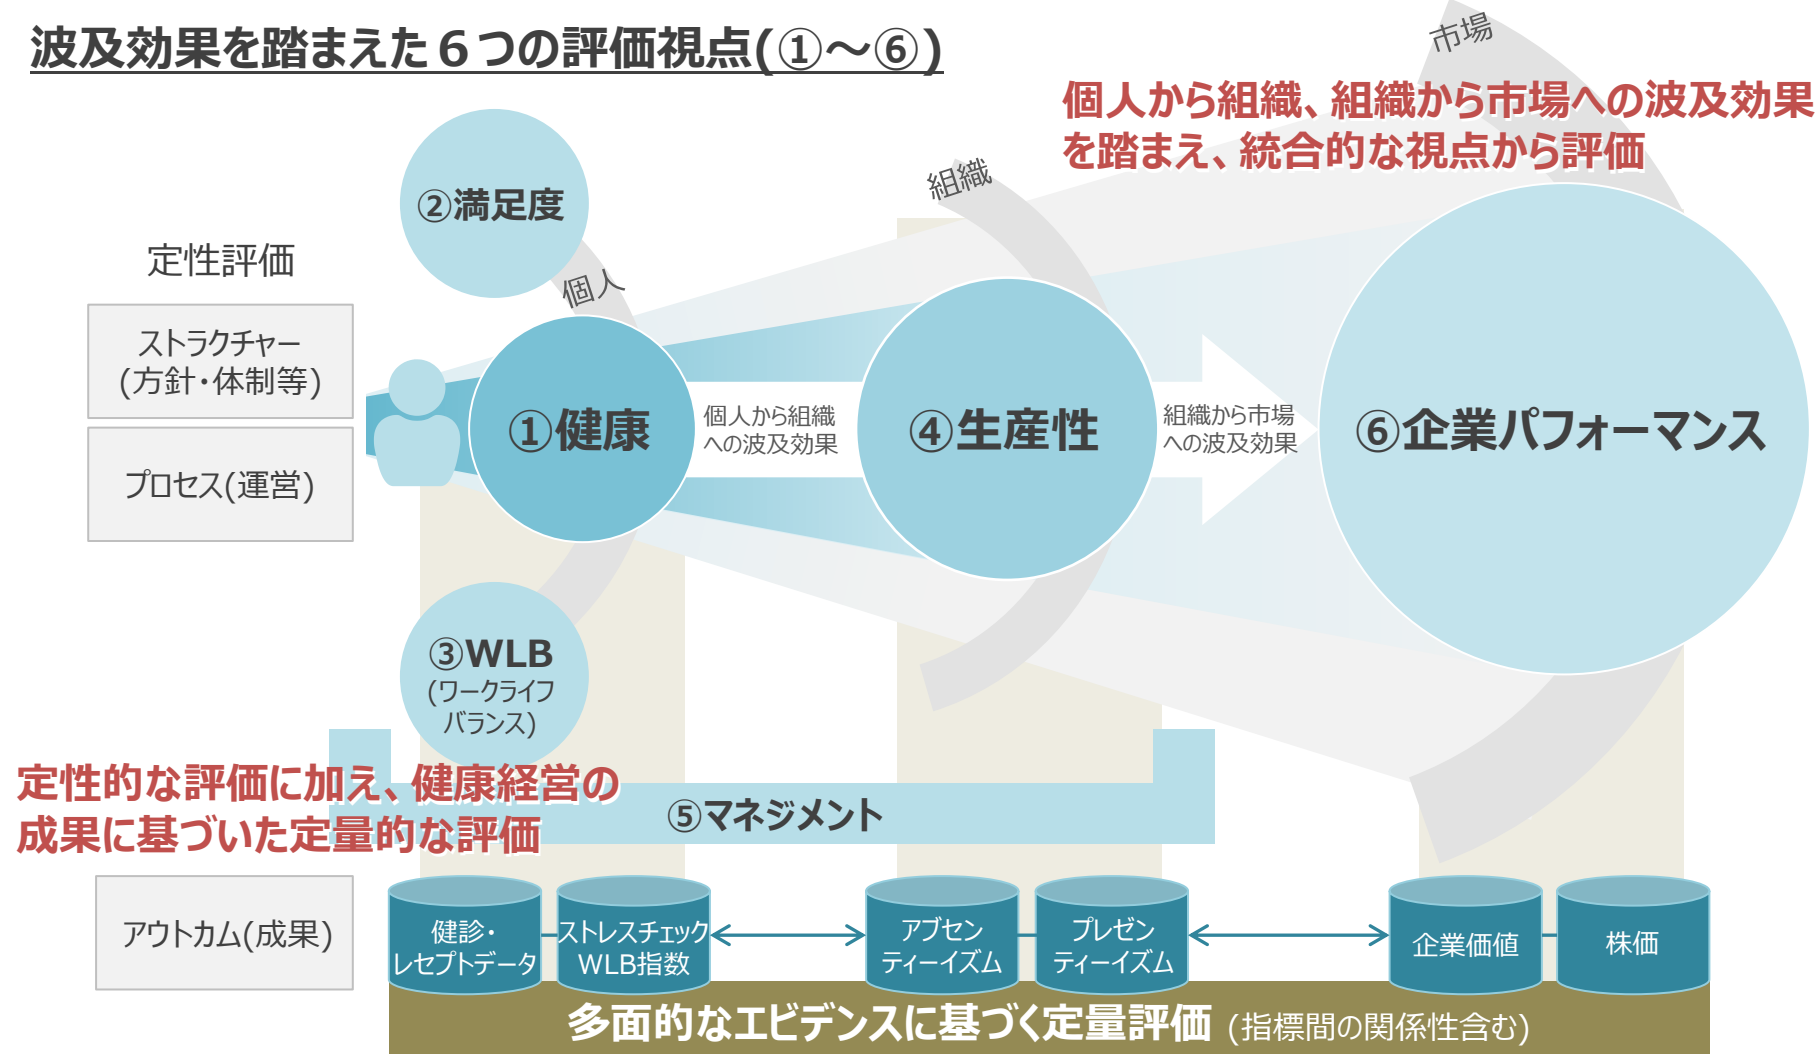 波及効果を踏まえた６つの評価視点(①～⑥)
市場
個人から組織、組織から市場への波及効果
を踏まえ、統合的な視点から評価
組織
②満足度
個人
定性評価
ストラクチャー
(方針・体制等)
プロセス(運営)
①健康
個人から組織
への波及効果
④生産性
組織から市場
への波及効果
⑥企業パフォーマンス
③WLB
(ワークライフ
バランス)
定性的な評価に加え、健康経営の
成果に基づいた定量的な評価
⑤マネジメント
アウトカム(成果)
健診・
レセプトデータ
ストレスチェック
WLB指数
アブセン
ティーイズム
プレゼン
ティーイズム
企業価値
株価
多面的なエビデンスに基づく定量評価 (指標間の関係性含む)